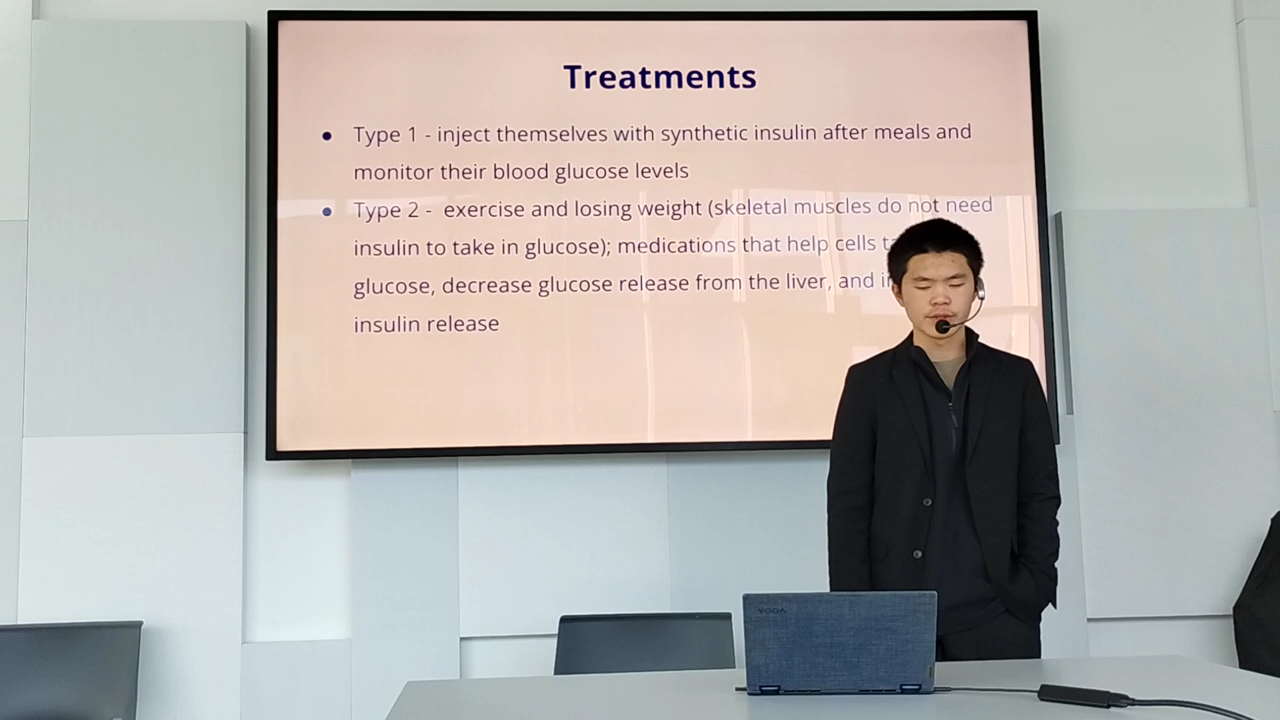 Treatments
● Type 1 - inject themselves with synthetic insulin after meals and
monitor their blood glucose levels
● Type 2 - exercise and losing weight (skeletal muscles do not need
insulin to take in glucose); medications that help cells
glucose, decrease glucose release from the liver, and
insulin release
YOGA